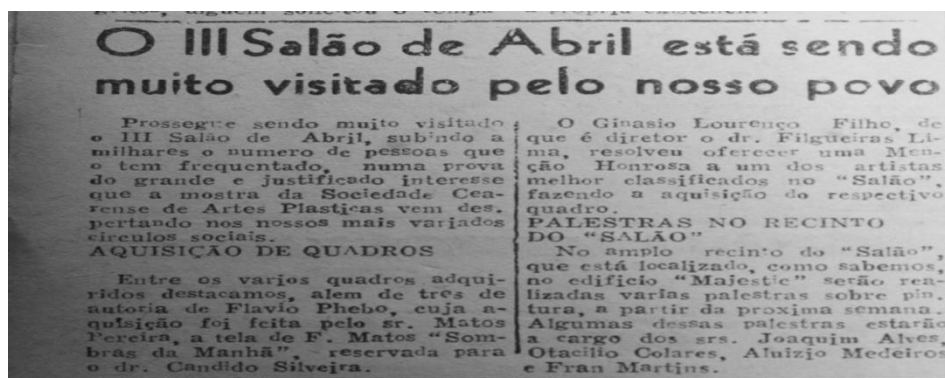 O III Salão de Abril está sendo
muito visitado pelo nosso povo
Prossegue sendo muito visitado
o III Salão de Abril, subindo a
milhares o numero de pessoas que
o tem frequentado, numa prova
do grande e justificado interesse
que a mostra da Sociedade Cea-
rense de Artes Plasticas vem des.
pertando nos nossos mais variados
circulos sociais.
AQUISIÇÃO DE QUADROS
Entre os varios quadros adqui-
ridos destacamos, alem de tres de
autoria de Flavio Phebo, cuja a-
quisição foi feita pelo sr. Matos
Pereira, a tela de F. Matos "Som-
bras da Manhã", reservada para
o dr. Candido Silveira.
O Ginasio Lourenço Filho, de
que é diretor o dr. Filgueiras Li-
ma, resolveu oferecer uma Men-
ção Honrosa a um dos artistas
melhor classificados no "Salão",
fazendo a aquisição do respectivo
quadro.
PALESTRAS NO RECINTO
DO "SALÃO"
No amplo recinto do "Salão",
que está localizado, como sabemos,
no edificio "Majestic" serão rea-
lizadas varias palestras sobre pin.
tura, a partir da proxima semana.
Algumas dessas palestras estarão
a cargo dos srs. Joaquim Alves,
Otacilio Colares, Aluizio Medeiros
e Fran Martins.